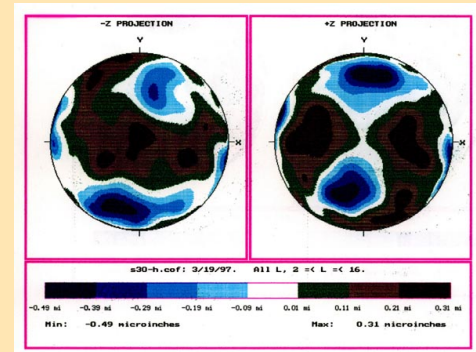 -Z PROJECTION
+Z PROJECTION
Y
Y
X
X
s30-h.cof: 3/19/97. All L, 2 =< L =< 16.
-0.49 mi -0.39 mi -0.29 mi -0.19 mi -0.09 mi 0.01 mi 0.11 mi 0.21 mi 0.31 mi
Min: -0.49 microinches Max: 0.31 microinches